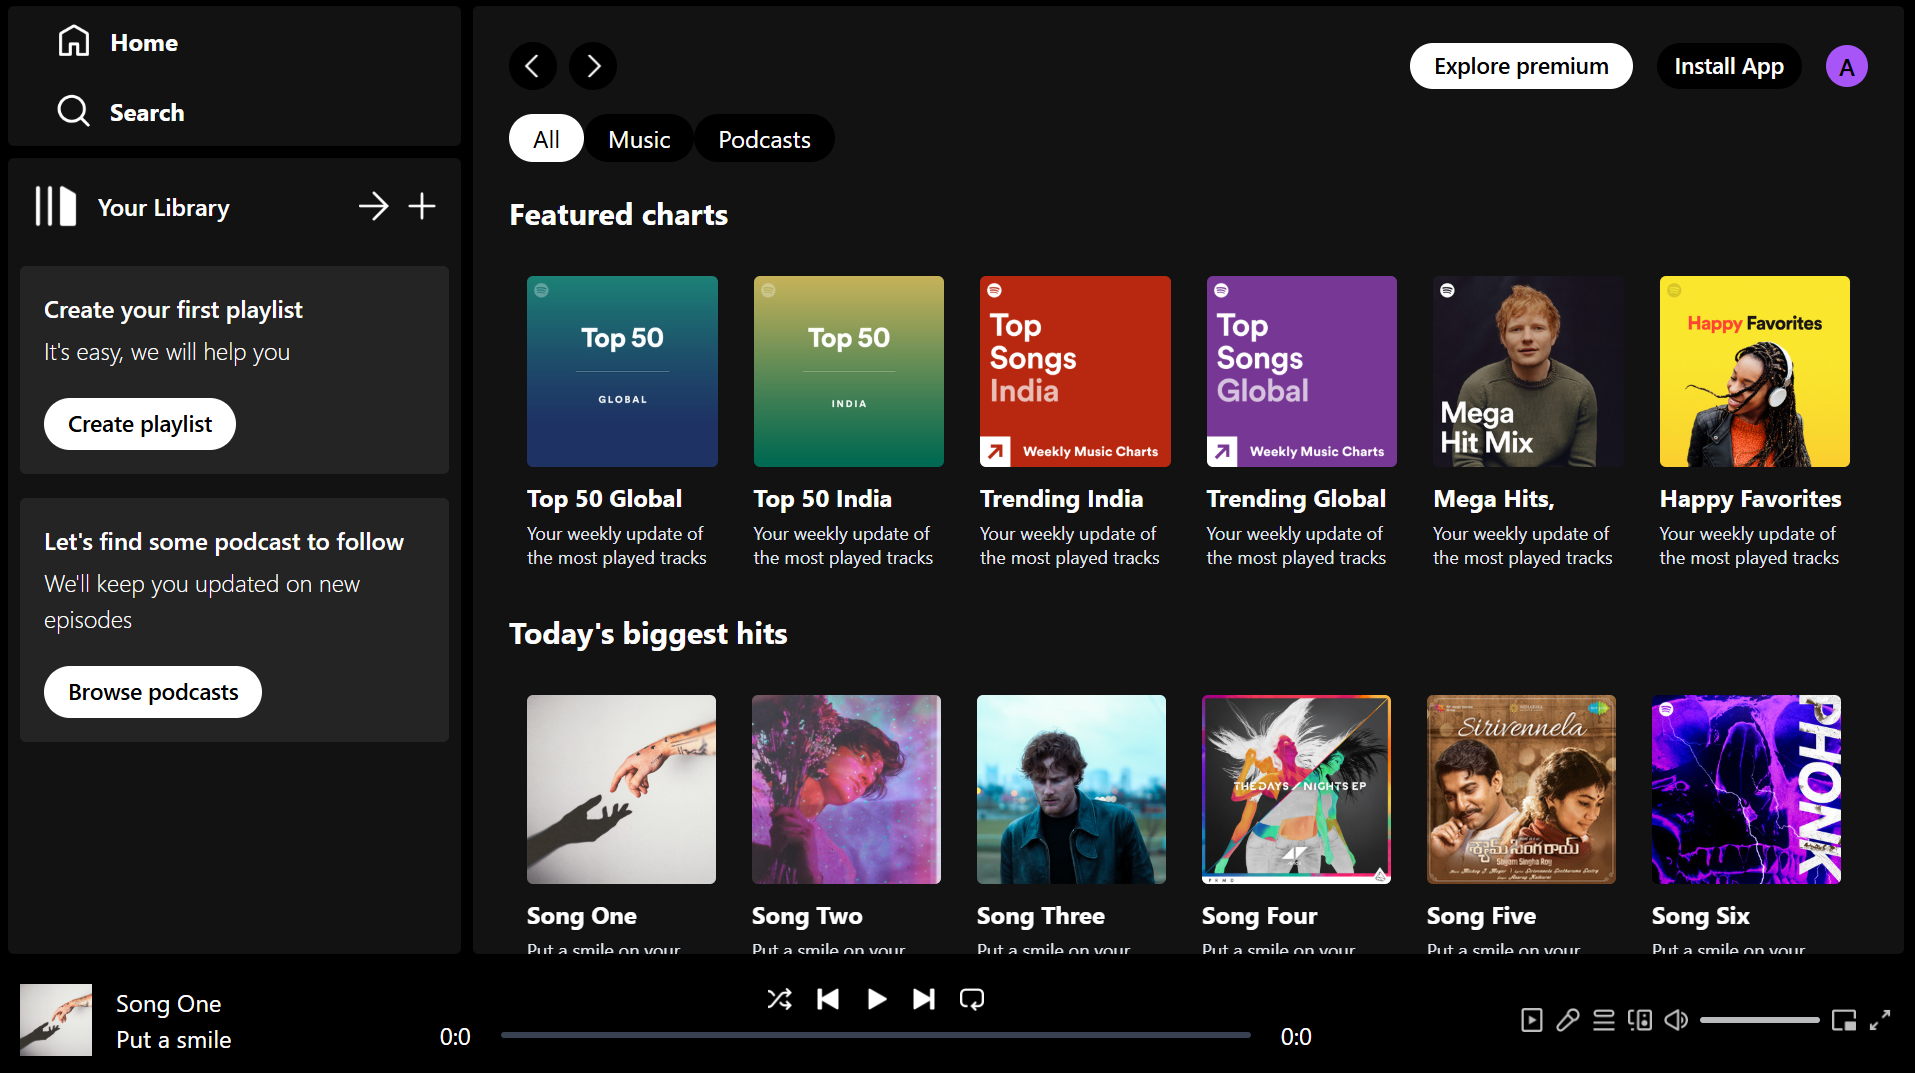 Home
Search
Your Library
Create your first playlist
It's easy, we will help you
Create playlist
Let's find some podcast to follow
We'll keep you updated on new
episodes
Browse podcasts
Explore premium
Install App
A
All
Music
Podcasts
Featured charts
Top 50
GLOBAL
Top 50
INDIA
Top
Songs
India
Weekly Music Charts
Top
Songs
Global
Weekly Music Charts
Mega
Hit Mix
Happy Favorites
Top 50 Global
Your weekly update of
the most played tracks
Top 50 India
Your weekly update of
the most played tracks
Trending India
Your weekly update of
the most played tracks
Trending Global
Your weekly update of
the most played tracks
Mega Hits,
Your weekly update of
the most played tracks
Happy Favorites
Your weekly update of
the most played tracks
Today's biggest hits
THE DAYS / NIGHTS EP
Sirivennela
శ్యామ్ సింగరాయ్
Shyam Singha Roy
PHONK
Song One
Put a smile on your
Song Two
Put a smile on your
Song Three
Put a smile on your
Song Four
Put a smile on your
Song Five
Put a smile on your
Song Six
Put a smile on your
Song One
Put a smile
0:0
0:0